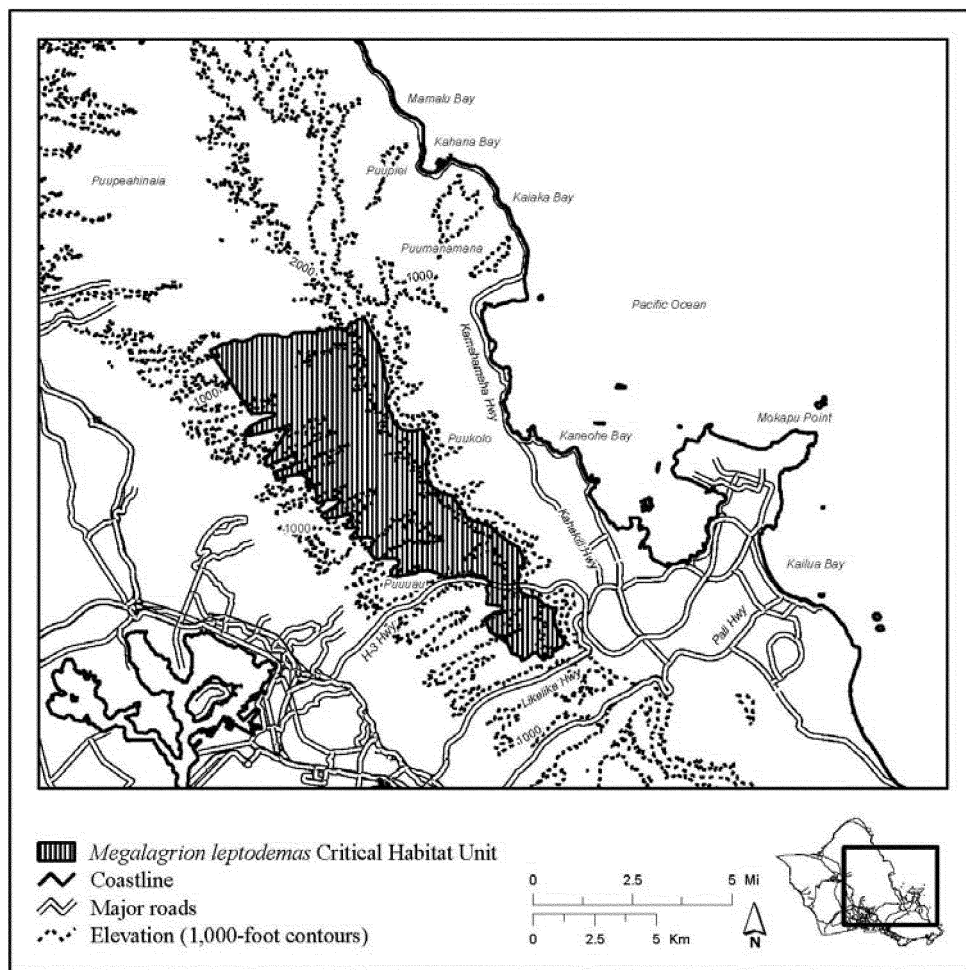 Mamalu Bay
Kahana Bay
Puupiei
Kaiaka Bay
Puupeahinaia
Puumanamana
2000
1000
Pacific Ocean
Kamehameha Hwy
1000
Mokapu Point
Puukolo
Kaneohe Bay
1000
Kahekili Hwy
Kailua Bay
Puuuau
H-3 Hwy
Pali Hwy
Likelike Hwy
1000
Megalagrion leptodemas Critical Habitat Unit
Coastline
Major roads
Elevation (1,000-foot contours)
0 2.5 5 Mi
0 2.5 5 Km
N